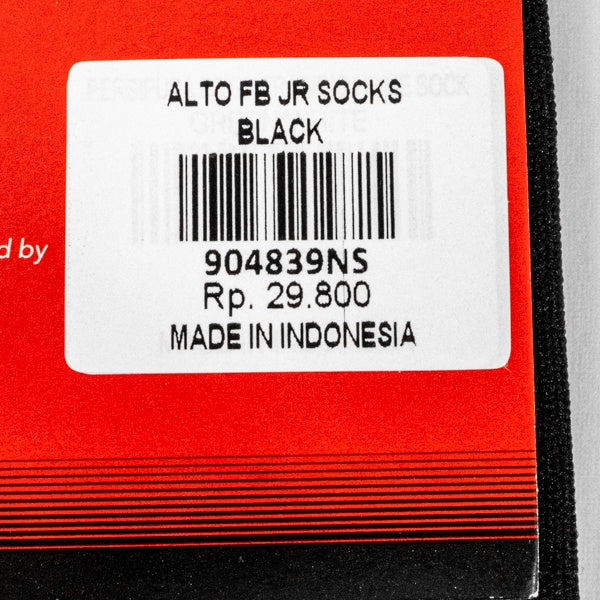 ALTO FB JR SOCKS
BLACK
904839NS
Rp. 29.800
MADE IN INDONESIA
d by